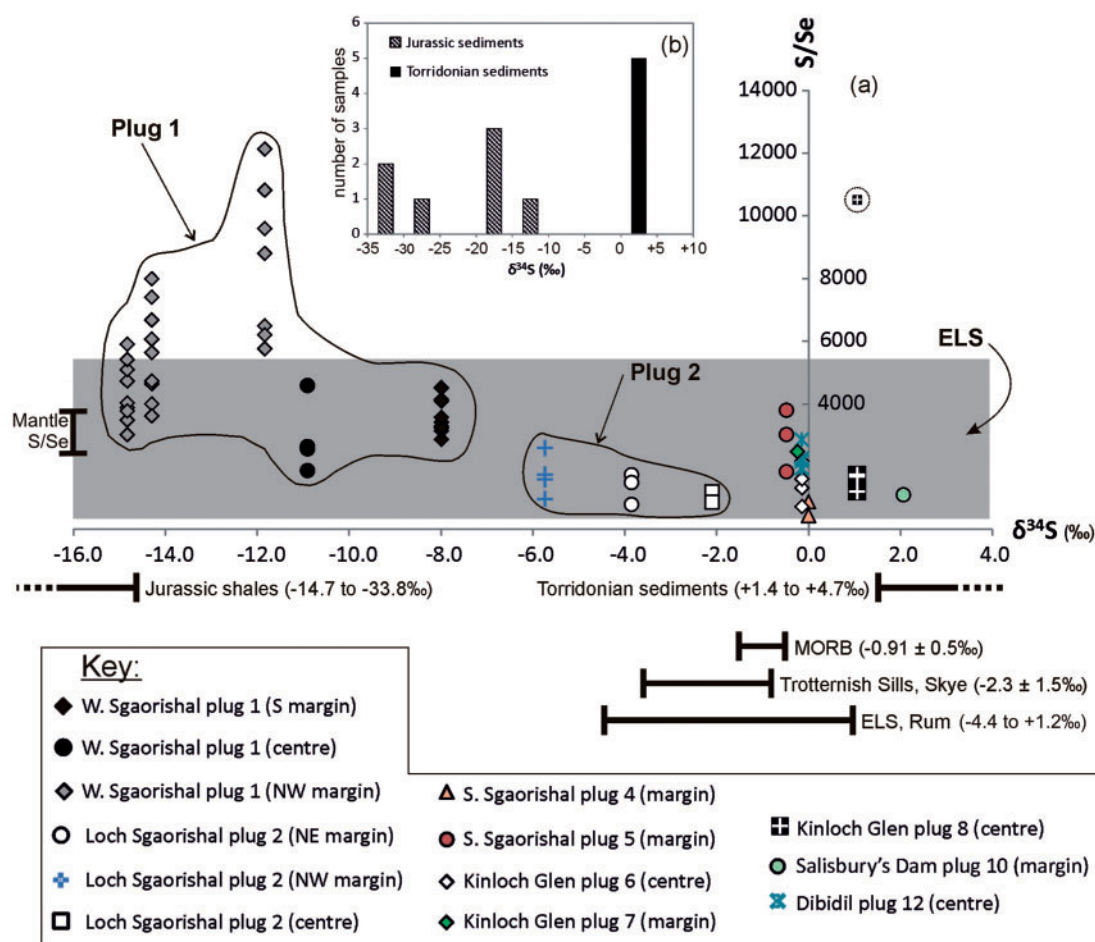 S/Se
(a)
(b)
14000
10000
8000
6000
4000
6
5
4
3
2
1
0
number of samples
Jurassic sediments
Torridonian sediments
-35
-30
-25
-20
-15
-10
-5
0
+5
+10
δ³⁴S (‰)
Plug 1
Plug 2
ELS
Mantle
S/Se
-16.0
-14.0
-12.0
-10.0
-8.0
-6.0
-4.0
-2.0
0.0
2.0
4.0
δ³⁴S (‰)
Jurassic shales (-14.7 to -33.8‰)
Torridonian sediments (+1.4 to +4.7‰)
MORB (-0.91 ± 0.5‰)
Trotternish Sills, Skye (-2.3 ± 1.5‰)
ELS, Rum (-4.4 to +1.2‰)
Key:
W. Sgaorishal plug 1 (S margin)
W. Sgaorishal plug 1 (centre)
W. Sgaorishal plug 1 (NW margin)
Loch Sgaorishal plug 2 (NE margin)
Loch Sgaorishal plug 2 (NW margin)
Loch Sgaorishal plug 2 (centre)
S. Sgaorishal plug 4 (margin)
S. Sgaorishal plug 5 (margin)
Kinloch Glen plug 6 (centre)
Kinloch Glen plug 7 (margin)
Kinloch Glen plug 8 (centre)
Salisbury's Dam plug 10 (margin)
Dibidil plug 12 (centre)